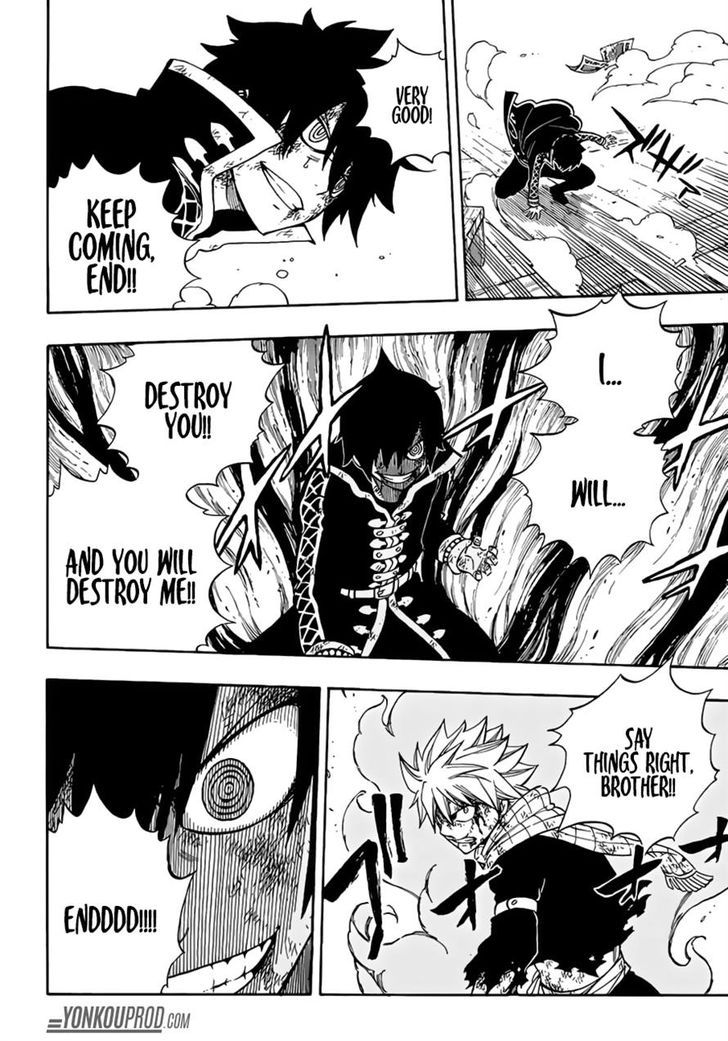 VERY
GOOD!
KEEP
COMING,
END!!
I...
WILL...
DESTROY
YOU!!
AND YOU WILL
DESTROY ME!!
SAY
THINGS RIGHT,
BROTHER!!
ENDDDD!!!!
=YONKOUPROD.COM